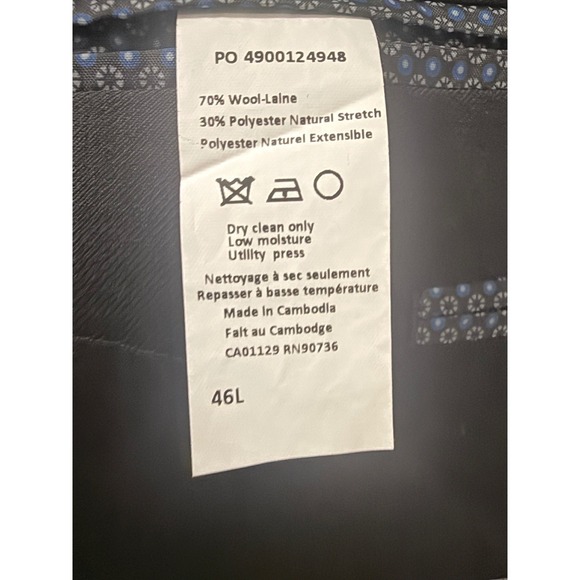 PO 4900124948
70% Wool-Laine
30% Polyester Natural Stretch
Polyester Naturel Extensible
Dry clean only
Low moisture
Utility press
Nettoyage à sec seulement
Repasser à basse température
Made in Cambodia
Fait au Cambodge
CA01129 RN90736
46L